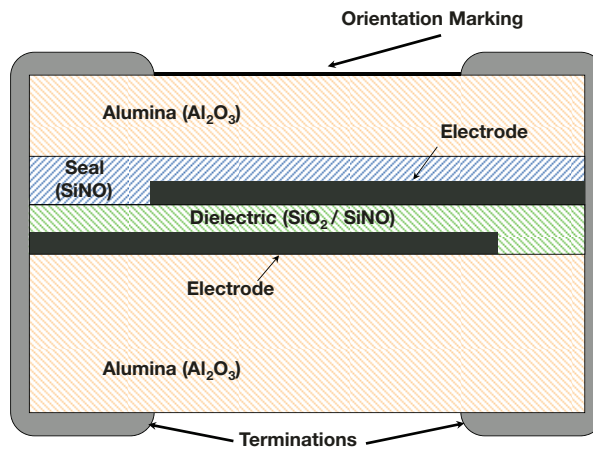 Orientation Marking
Alumina (Al₂O₃)
Electrode
Seal
(SiNO)
Dielectric (SiO₂ / SiNO)
Electrode
Alumina (Al₂O₃)
Terminations